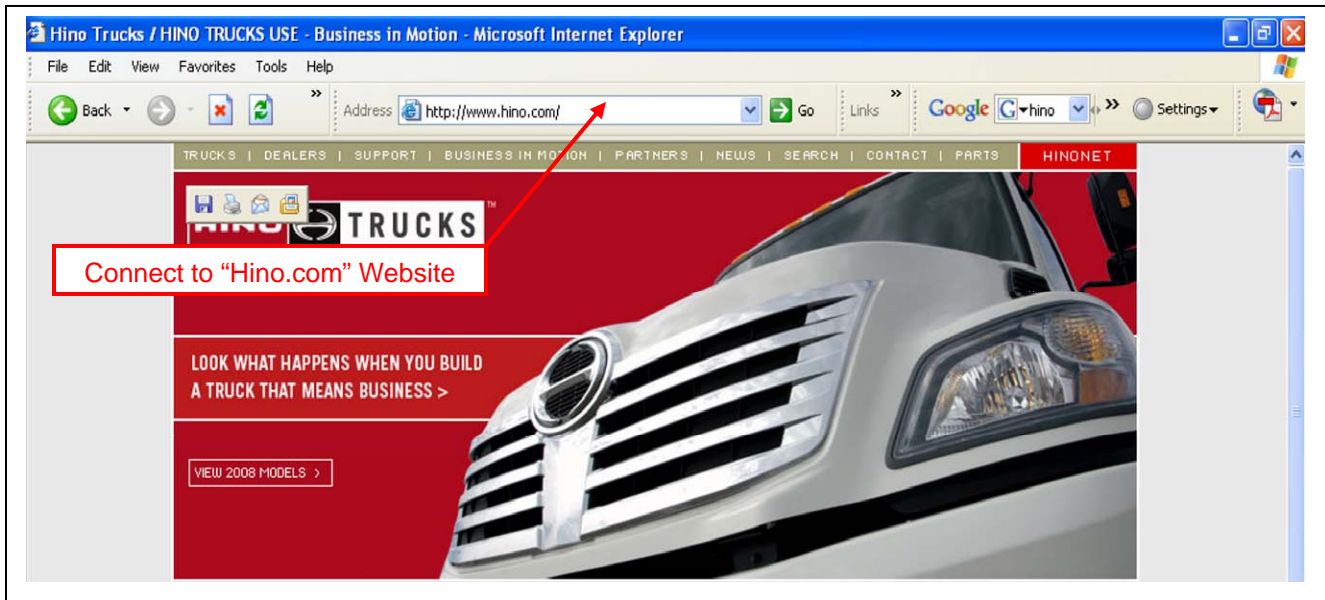 Hino Trucks / HINO TRUCKS USE - Business in Motion - Microsoft Internet Explorer
File Edit View Favorites Tools Help
Back » Address http://www.hino.com/ Go Links » Google G hino » Settings
TRUCKS | DEALERS | SUPPORT | BUSINESS IN MOTION | PARTNERS | NEWS | SEARCH | CONTACT | PARTS HINONET
HINO TRUCKS™
Connect to “Hino.com” Website
LOOK WHAT HAPPENS WHEN YOU BUILD
A TRUCK THAT MEANS BUSINESS >
VIEW 2008 MODELS >